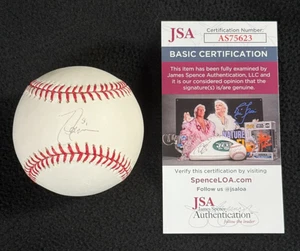 JSA
Certification Number:
AS75623
BASIC CERTIFICATION
This item has been fully examined by
James Spence Authentication, LLC and it
is our considered opinion that the
signature(s) is/are genuine.
Verify this certification by visiting
SpenceLOA.com
Follow us @jsaloa
JSA
James Spence
Authentication